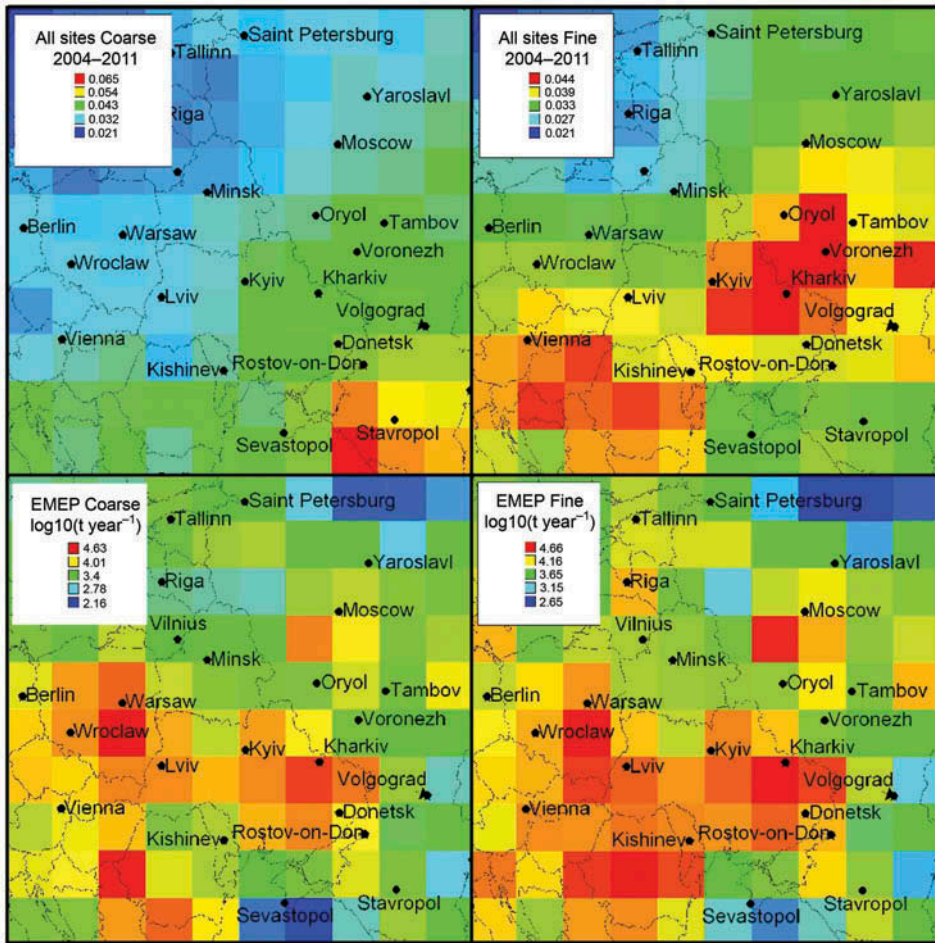 All sites Coarse
2004–2011
0.065
0.054
0.043
0.032
0.021
Saint Petersburg
Tallinn
Yaroslavl
Riga
Moscow
Minsk
Oryol
Tambov
Berlin
Warsaw
Voronezh
Wroclaw
Kyiv
Kharkiv
Lviv
Volgograd
Vienna
Donetsk
Kishinev
Rostov-on-Don
Stavropol
Sevastopol
All sites Fine
2004–2011
0.044
0.039
0.033
0.027
0.021
Saint Petersburg
Tallinn
Yaroslavl
Riga
Moscow
Minsk
Oryol
Tambov
Berlin
Warsaw
Voronezh
Wroclaw
Kyiv
Kharkiv
Lviv
Volgograd
Vienna
Donetsk
Kishinev
Rostov-on-Don
Stavropol
Sevastopol
EMEP Coarse
log10(t year⁻¹)
4.63
4.01
3.4
2.78
2.16
Saint Petersburg
Tallinn
Yaroslavl
Riga
Moscow
Vilnius
Minsk
Oryol
Tambov
Berlin
Warsaw
Voronezh
Wroclaw
Kyiv
Kharkiv
Lviv
Volgograd
Vienna
Donetsk
Kishinev
Rostov-on-Don
Stavropol
Sevastopol
EMEP Fine
log10(t year⁻¹)
4.66
4.16
3.65
3.15
2.65
Saint Petersburg
Tallinn
Yaroslavl
Riga
Moscow
Vilnius
Minsk
Oryol
Tambov
Berlin
Warsaw
Voronezh
Wroclaw
Kyiv
Kharkiv
Lviv
Volgograd
Vienna
Donetsk
Kishinev
Rostov-on-Don
Stavropol
Sevastopol